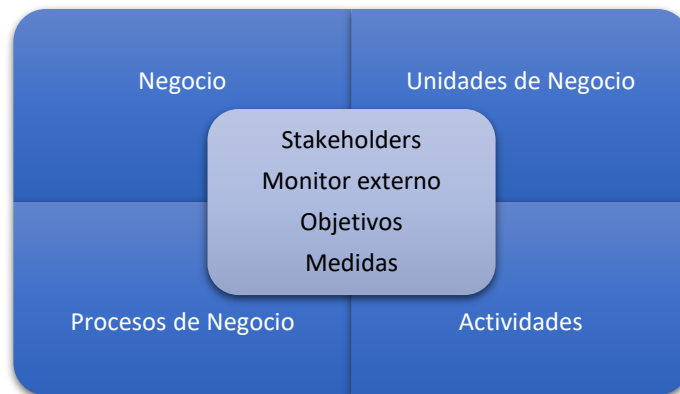 Negocio
Unidades de Negocio
Stakeholders
Monitor externo
Objetivos
Medidas
Procesos de Negocio
Actividades